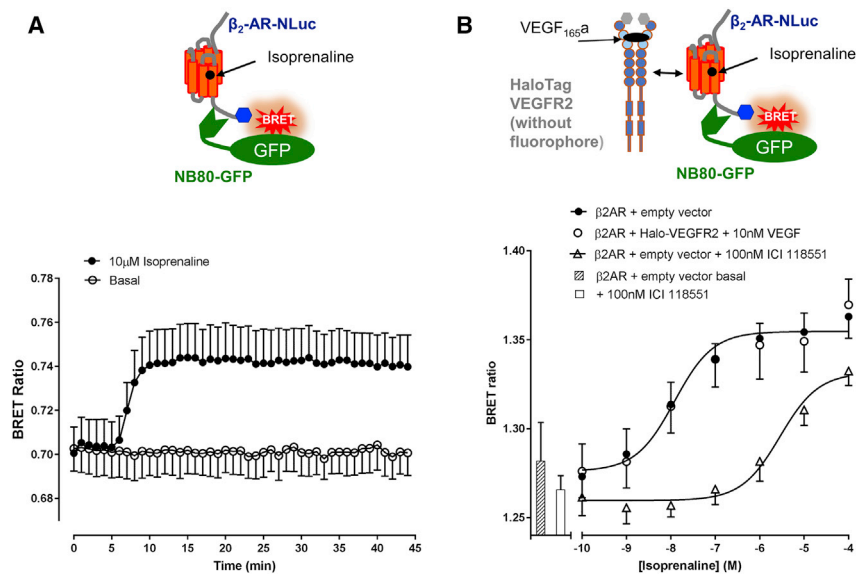 A
β2-AR-NLuc
Isoprenaline
BRET
GFP
NB80-GFP
10µM Isoprenaline
Basal
BRET Ratio
0.78
0.76
0.74
0.72
0.70
0.68
0 5 10 15 20 25 30 35 40 45
Time (min)
B
VEGF165a
β2-AR-NLuc
Isoprenaline
HaloTag
VEGFR2
(without
fluorophore)
BRET
GFP
NB80-GFP
β2AR + empty vector
β2AR + Halo-VEGFR2 + 10nM VEGF
β2AR + empty vector + 100nM ICI 118551
β2AR + empty vector basal
+ 100nM ICI 118551
BRET ratio
1.40
1.35
1.30
1.25
-10 -9 -8 -7 -6 -5 -4
[Isoprenaline] (M)